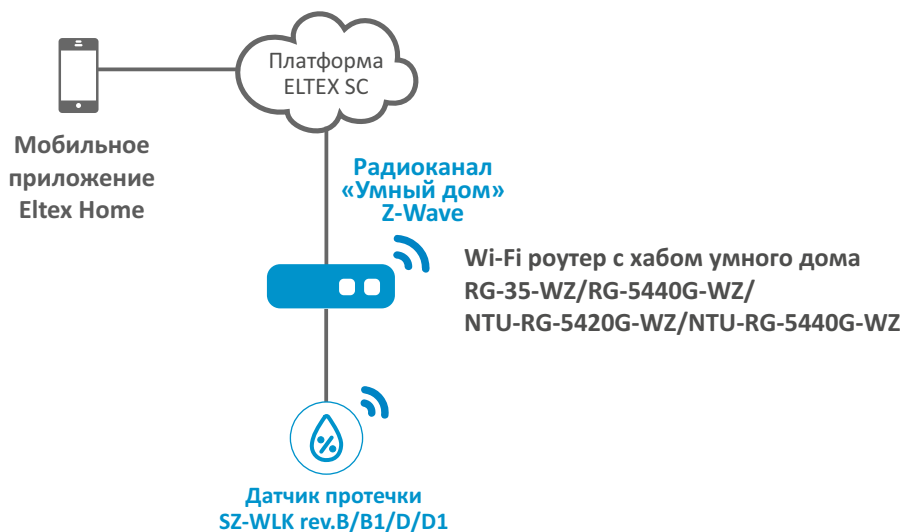 Платформа
ELTEX SC
Мобильное
приложение
Eltex Home
Радиоканал
«Умный дом»
Z-Wave
Wi-Fi роутер с хабом умного дома
RG-35-WZ/RG-5440G-WZ/
NTU-RG-5420G-WZ/NTU-RG-5440G-WZ
%
Датчик протечки
SZ-WLK rev.B/B1/D/D1